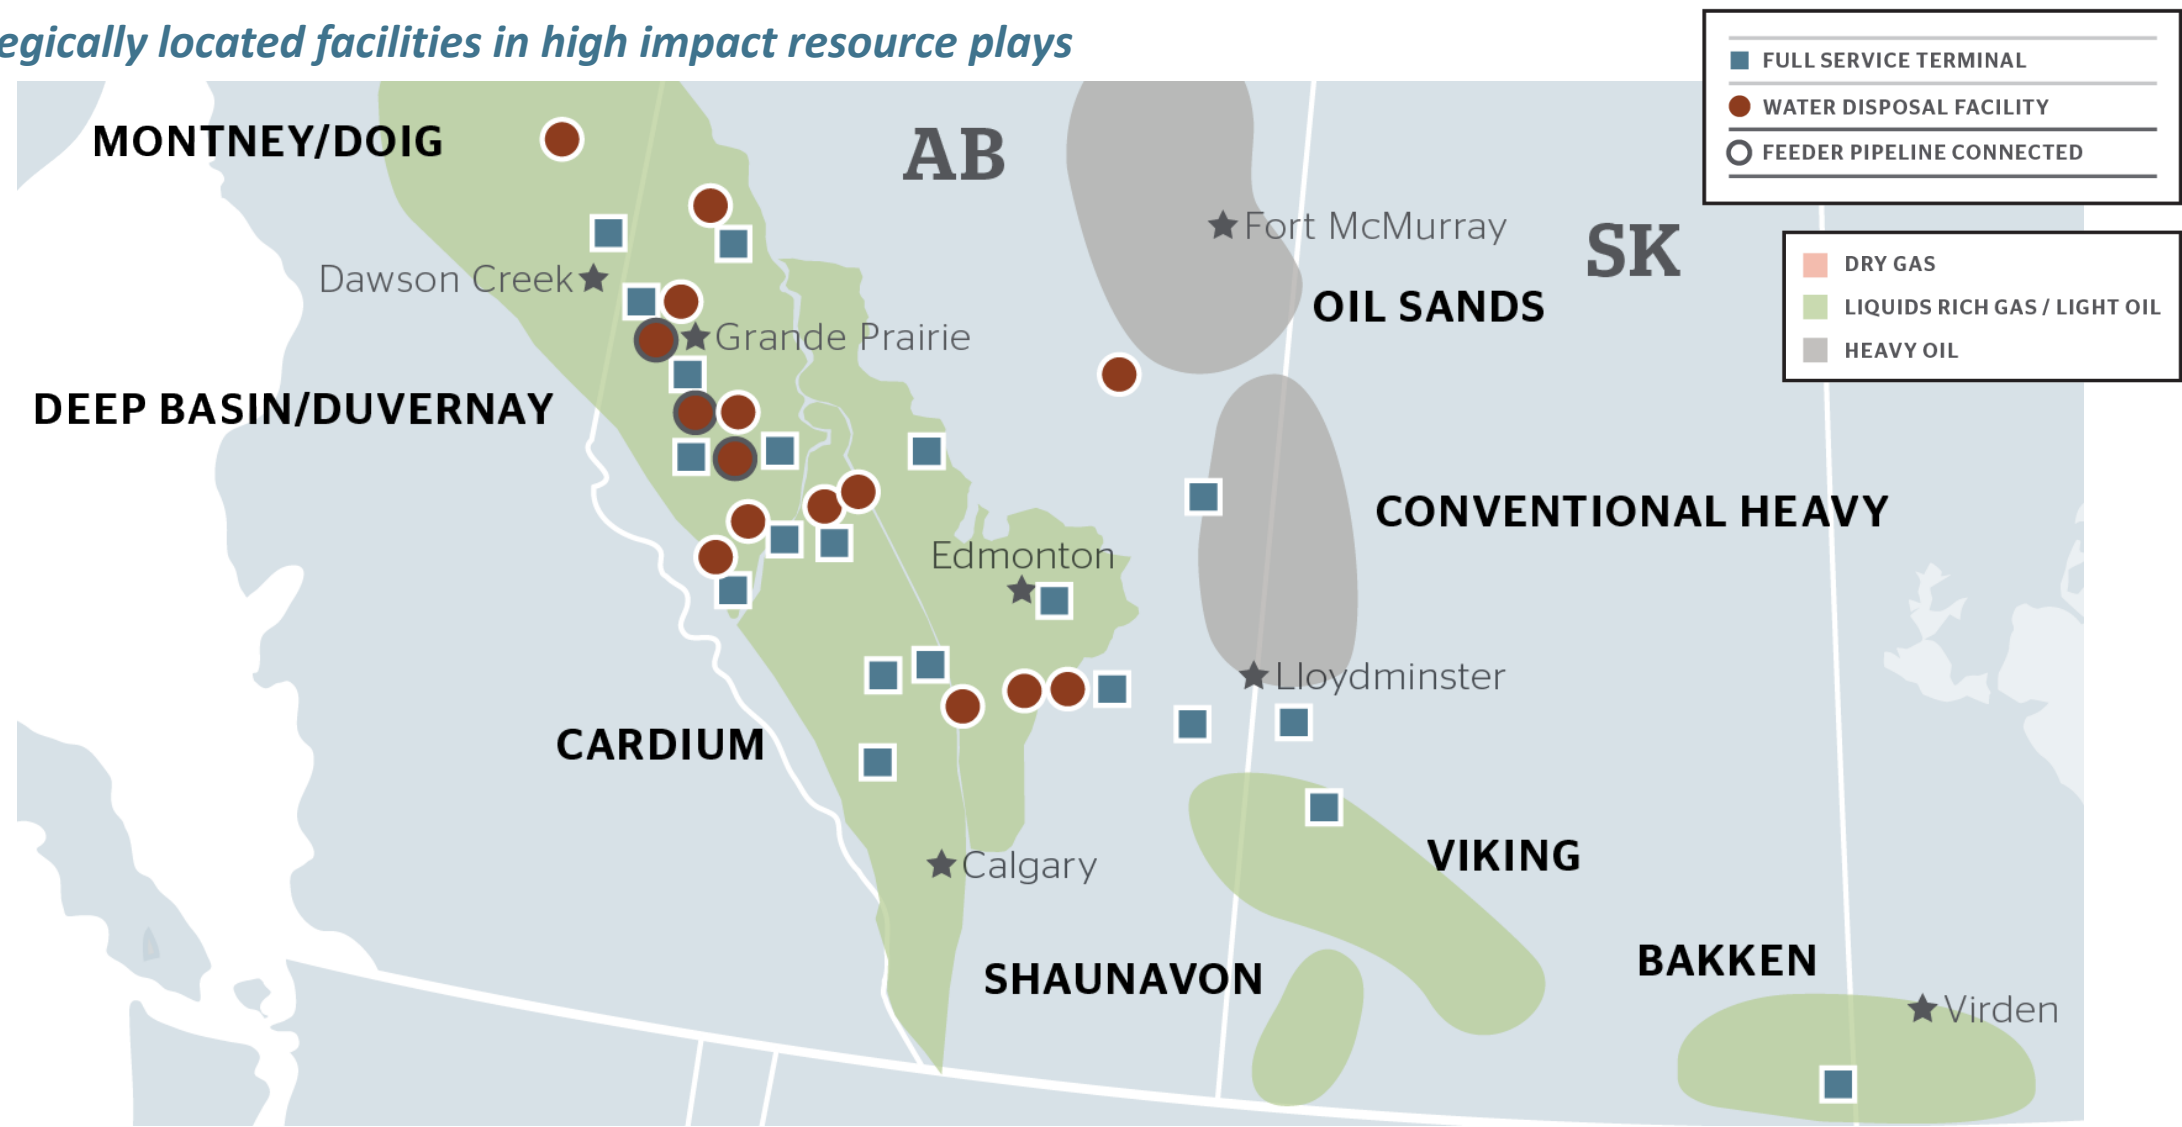 egically located facilities in high impact resource plays
FULL SERVICE TERMINAL
WATER DISPOSAL FACILITY
FEEDER PIPELINE CONNECTED
MONTNEY/DOIG
AB
Fort McMurray
SK
DRY GAS
LIQUIDS RICH GAS / LIGHT OIL
HEAVY OIL
Dawson Creek
OIL SANDS
Grande Prairie
DEEP BASIN/DUVERNAY
CONVENTIONAL HEAVY
Edmonton
Lloydminster
CARDIUM
VIKING
Calgary
SHAUNAVON
BAKKEN
Virden